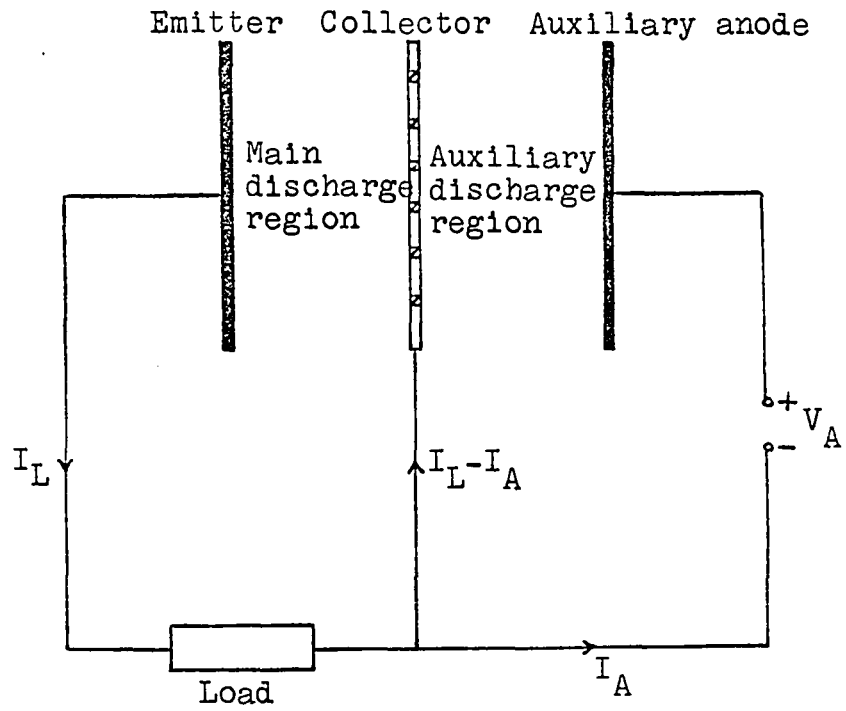 Emitter Collector Auxiliary anode
Main discharge region
Auxiliary discharge region
+
V_A
-
I_L
I_L-I_A
I_A
Load